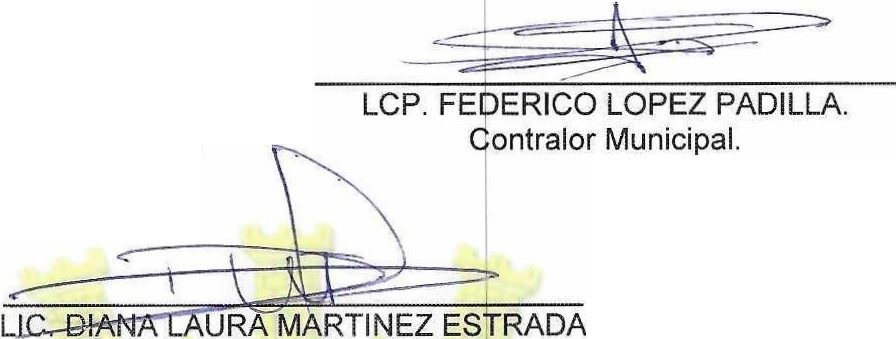 LCP. FEDERICO LOPEZ PADILLA.
Contralor Municipal.
LIC. DIANA LAURA MARTINEZ ESTRADA